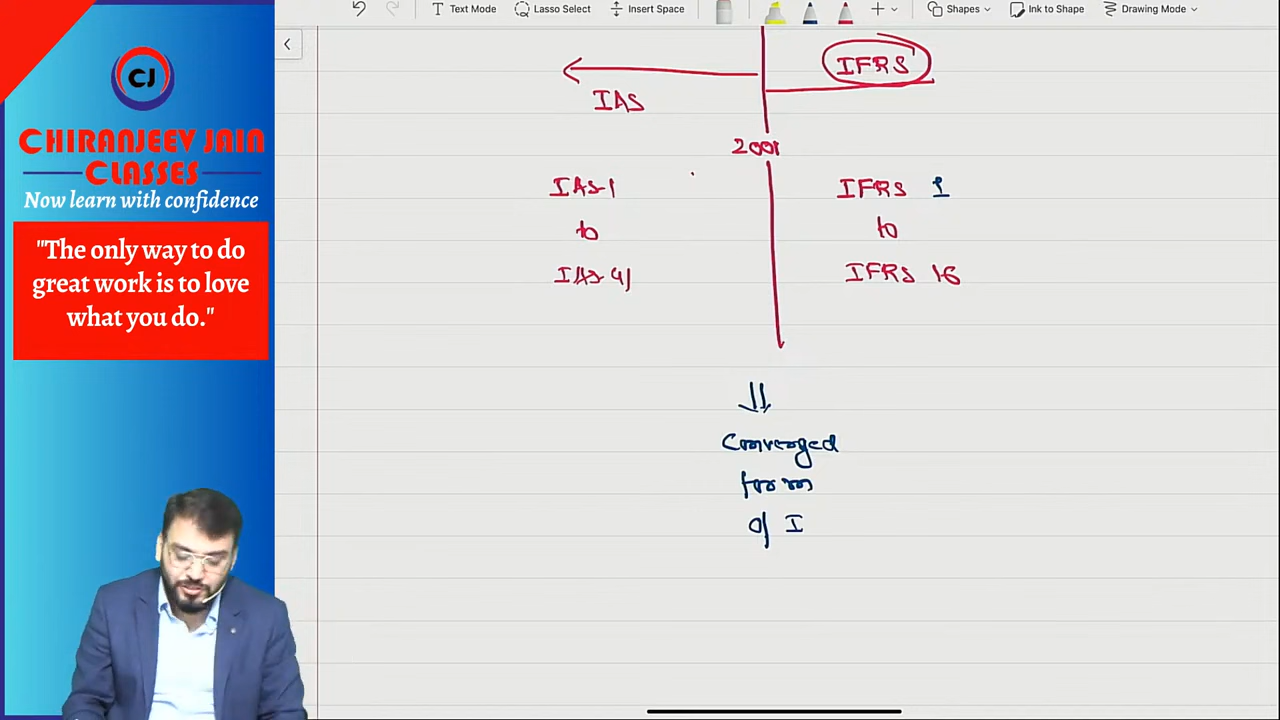 Text Mode
Lasso Select
Insert Space
Shapes
Ink to Shape
Drawing Mode
CJ
CHIRANJEEV JAIN
CLASSES
Now learn with confidence
"The only way to do
great work is to love
what you do."
IFRS
IAS
2001
IAS-1
IFRS 1
to
to
IAS-41
IFRS 16
Converged
form
of I